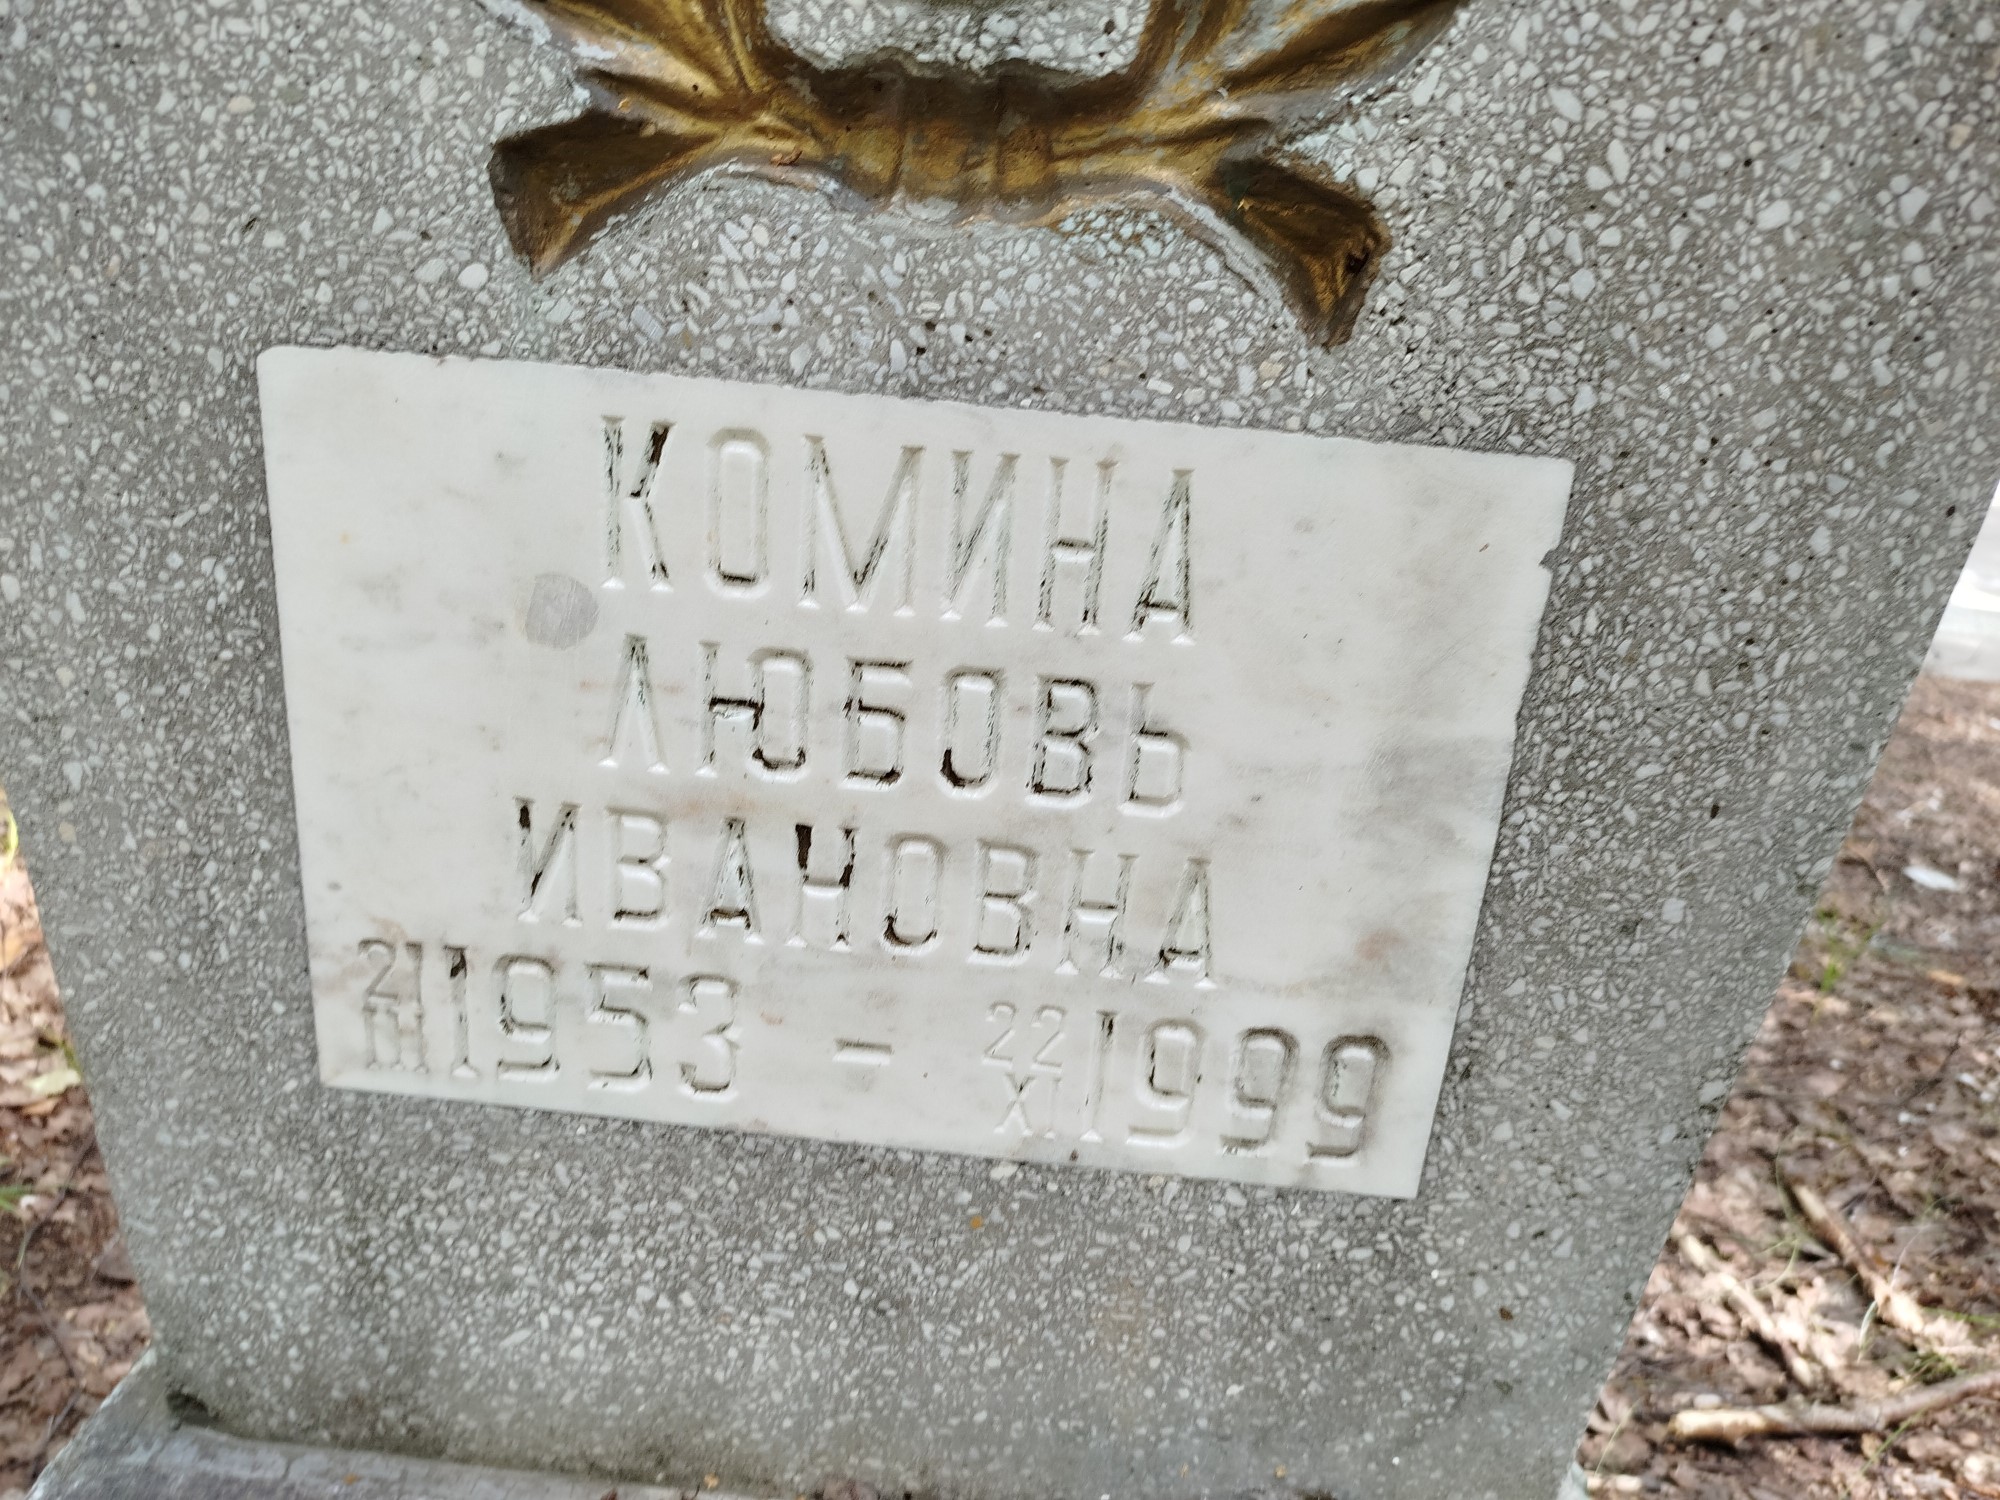 КОМИНА
ЛЮБОВЬ
ИВАНОВНА
21/III 1953 - 22/XI 1999